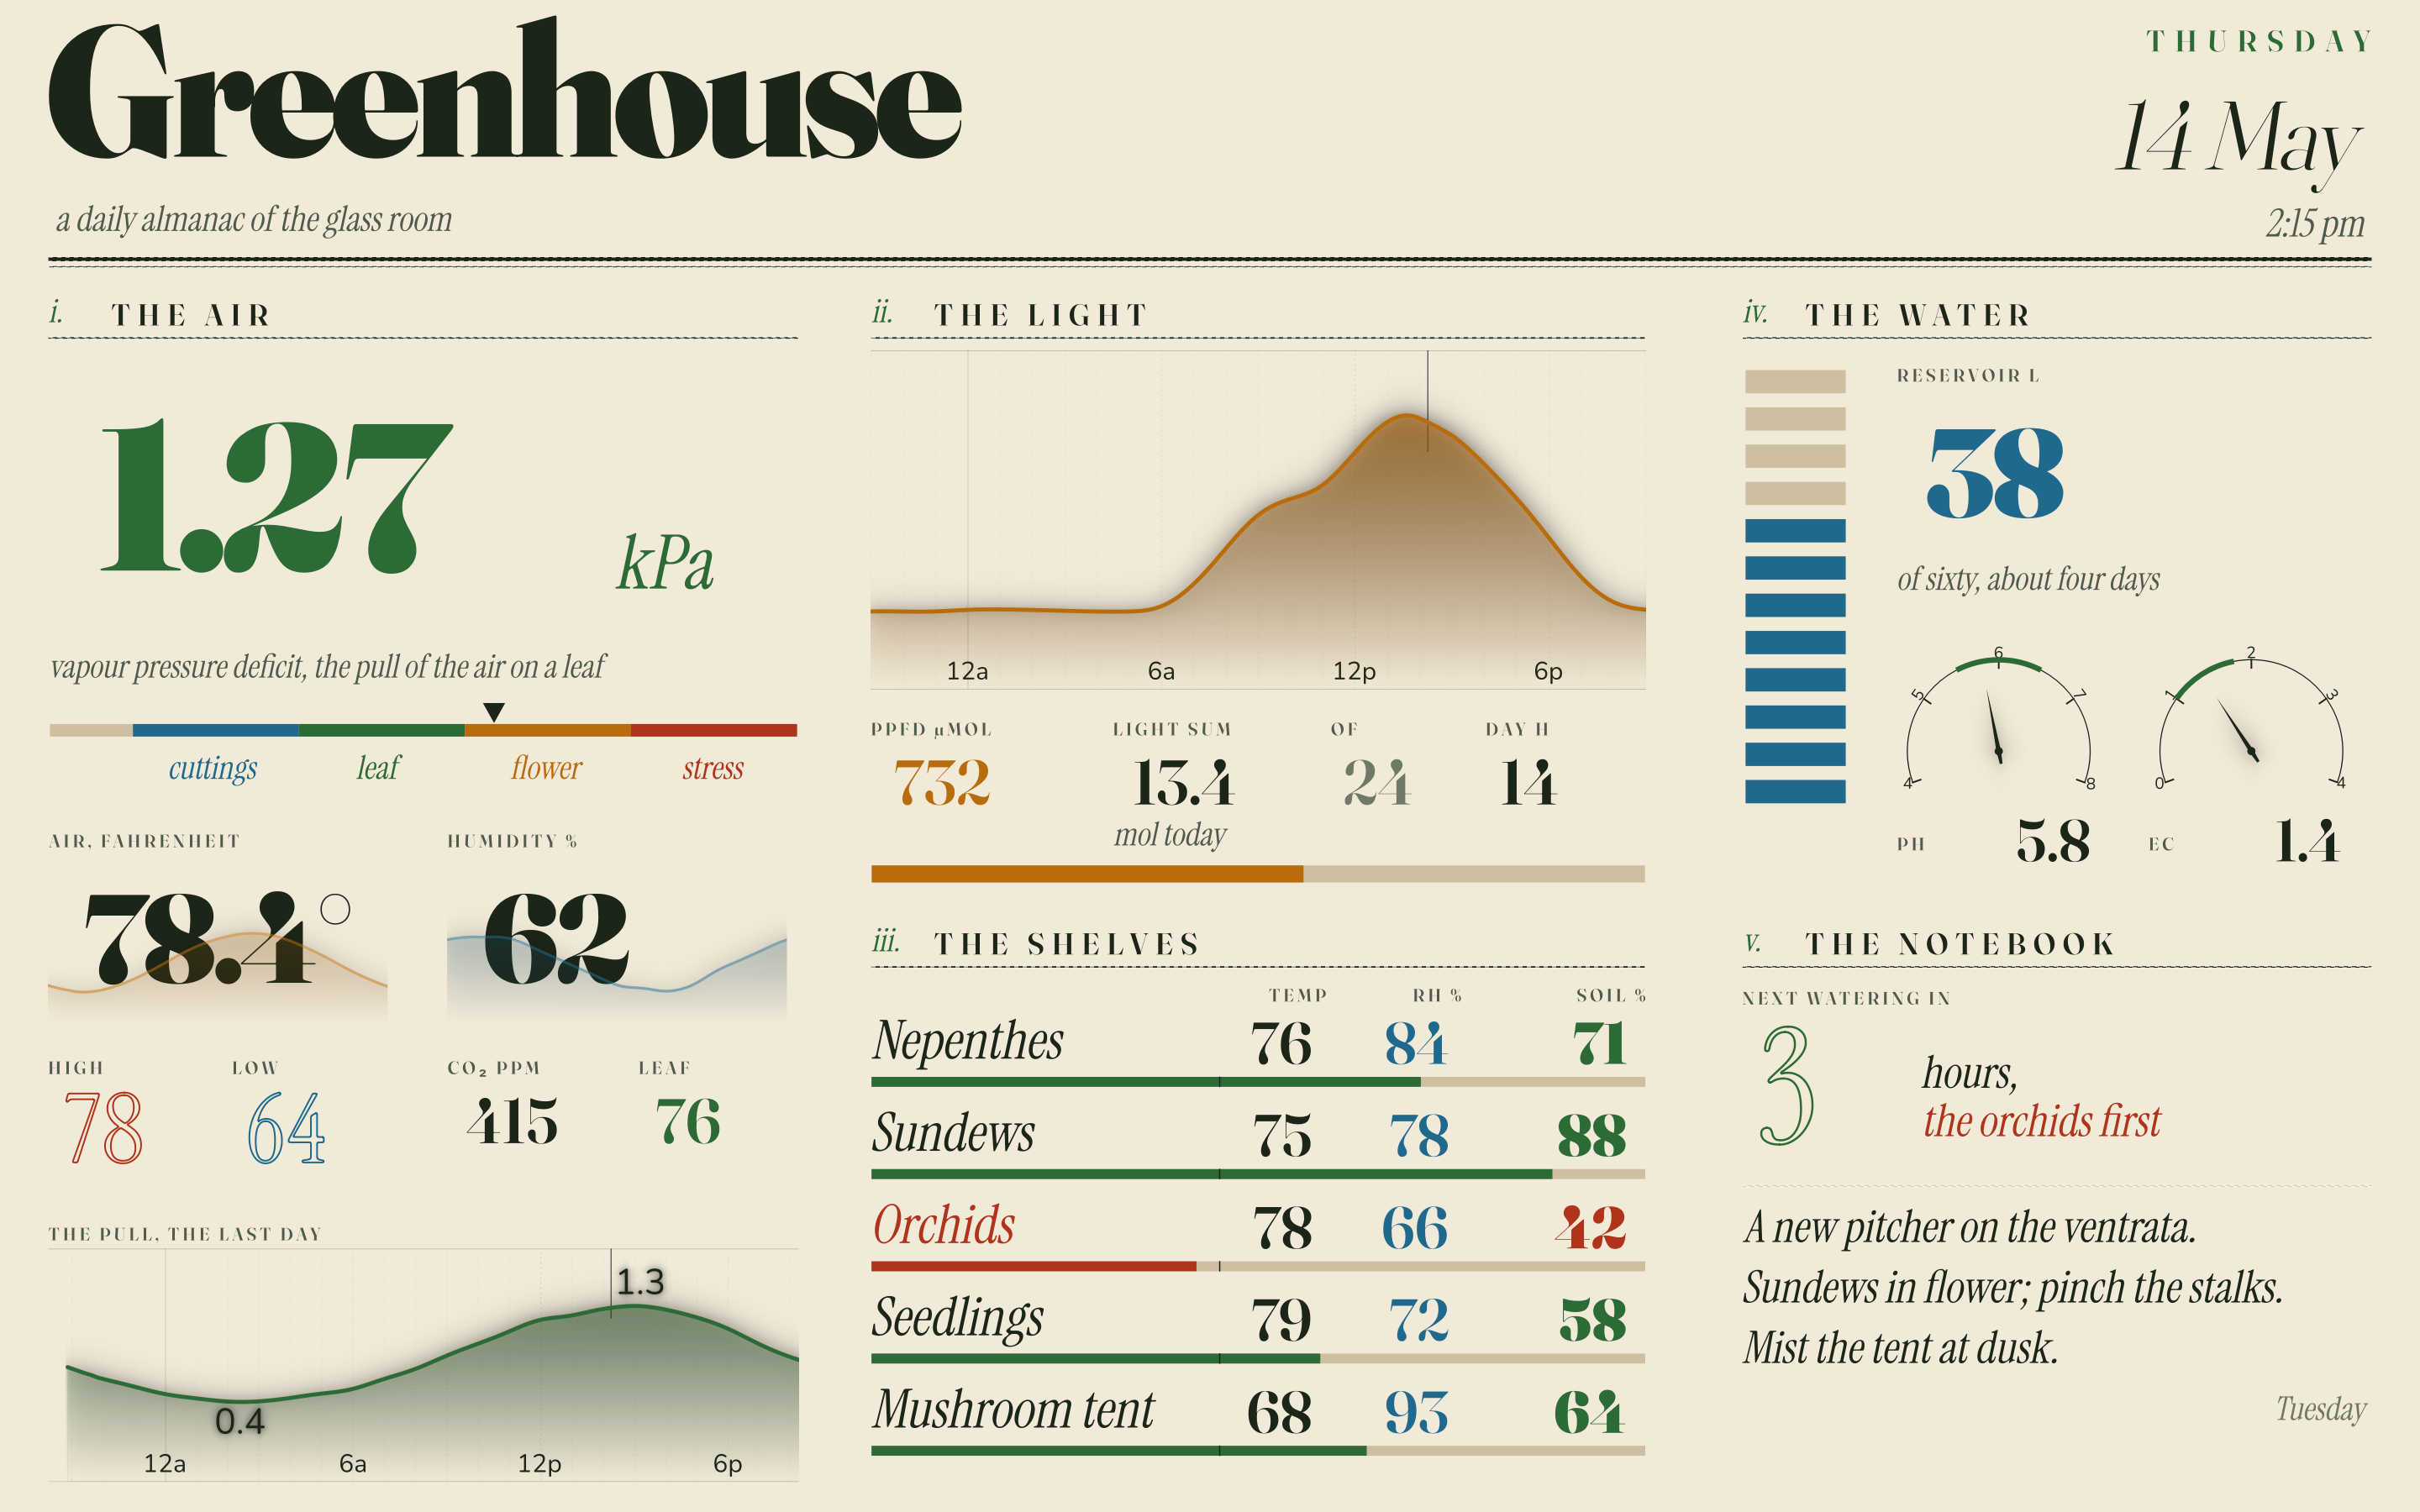 Greenhouse
a daily almanac of the glass room
THURSDAY
14 May
2:15 pm
i. THE AIR
1.27 kPa
vapour pressure deficit, the pull of the air on a leaf
cuttings leaf flower stress
AIR, FAHRENHEIT HUMIDITY %
78.4° 62
HIGH LOW CO₂ PPM LEAF
78 64 415 76
THE PULL, THE LAST DAY
1.3
0.4
12a 6a 12p 6p
ii. THE LIGHT
12a 6a 12p 6p
PPFD µMOL LIGHT SUM OF DAY H
732 13.4 24 14
mol today
iii. THE SHELVES
TEMP RH % SOIL %
Nepenthes 76 84 71
Sundews 75 78 88
Orchids 78 66 42
Seedlings 79 72 58
Mushroom tent 68 93 64
iv. THE WATER
RESERVOIR L
38
of sixty, about four days
4 5 6 7 8
0 1 2 3 4
PH 5.8 EC 1.4
v. THE NOTEBOOK
NEXT WATERING IN
3 hours,
the orchids first
A new pitcher on the ventrata.
Sundews in flower; pinch the stalks.
Mist the tent at dusk.
Tuesday